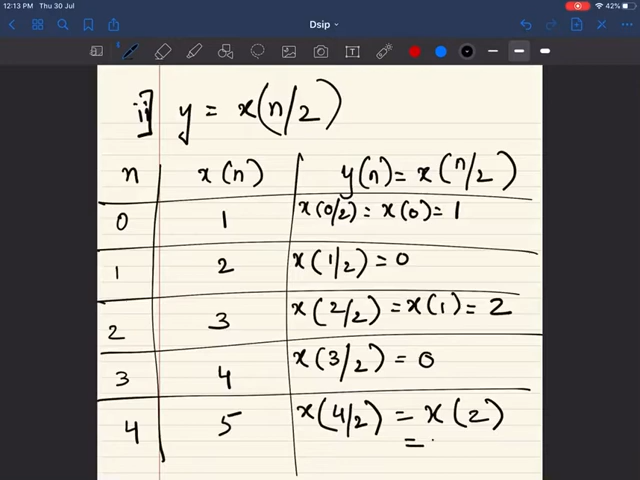 12:13 PM Thu 30 Jul
42%
Dsip
ii] y = x(n/2)
n x(n) y(n) = x(n/2)
0 1 x(0/2) = x(0) = 1
1 2 x(1/2) = 0
2 3 x(2/2) = x(1) = 2
3 4 x(3/2) = 0
4 5 x(4/2) = x(2)
=